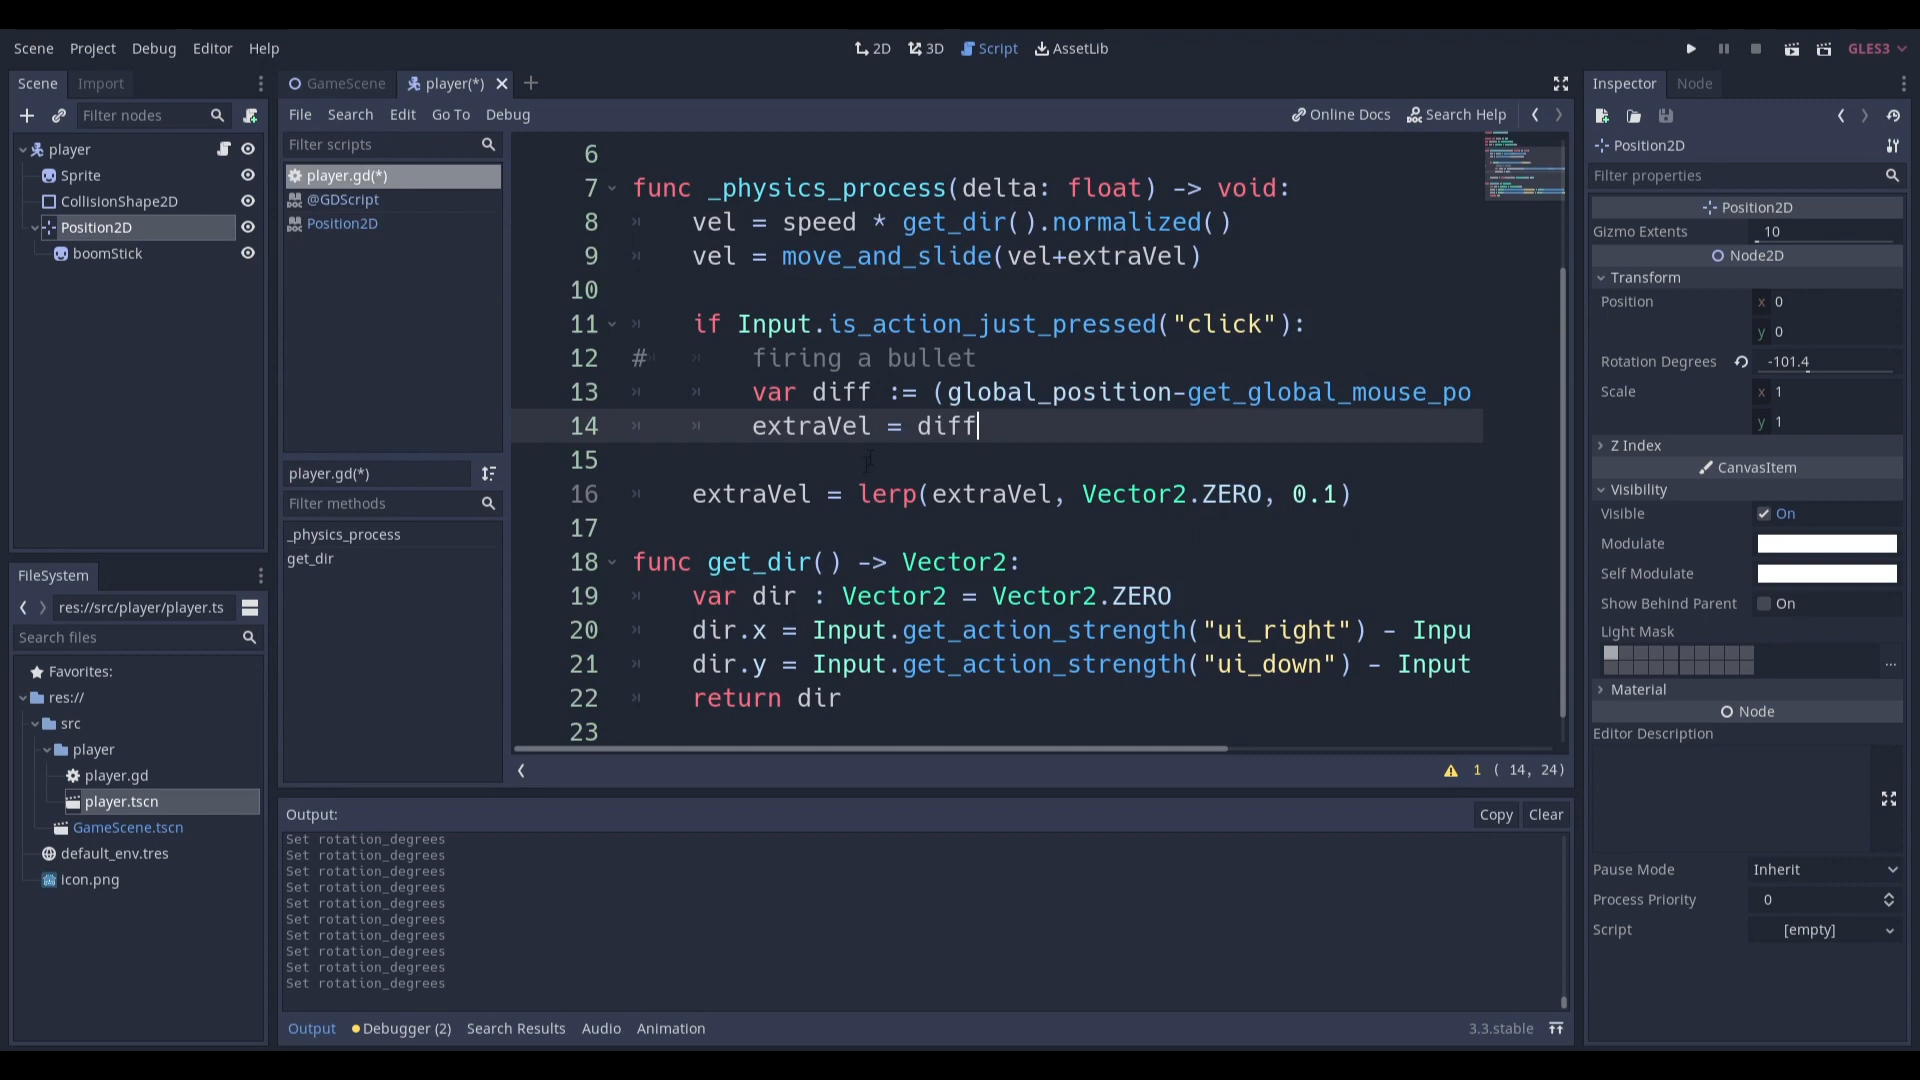 Scene Project Debug Editor Help
2D 3D Script AssetLib
GLES3
Scene Import
Filter nodes
player
Sprite
CollisionShape2D
Position2D
boomStick
FileSystem
res://src/player/player.ts
Search files
Favorites:
res://
src
player
player.gd
player.tscn
GameScene.tscn
default_env.tres
icon.png
GameScene player(*)
File Search Edit Go To Debug
Online Docs Search Help
Filter scripts
player.gd(*)
@GDScript
Position2D
player.gd(*)
Filter methods
_physics_process
get_dir
6
7 func _physics_process(delta: float) -> void:
8 vel = speed * get_dir().normalized()
9 vel = move_and_slide(vel+extraVel)
10
11 if Input.is_action_just_pressed("click"):
12 # firing a bullet
13 var diff := (global_position-get_global_mouse_po
14 extraVel = diff
15
16 extraVel = lerp(extraVel, Vector2.ZERO, 0.1)
17
18 func get_dir() -> Vector2:
19 var dir : Vector2 = Vector2.ZERO
20 dir.x = Input.get_action_strength("ui_right") - Inpu
21 dir.y = Input.get_action_strength("ui_down") - Input
22 return dir
23
1 ( 14, 24)
Output:
Copy Clear
Set rotation_degrees
Set rotation_degrees
Set rotation_degrees
Set rotation_degrees
Set rotation_degrees
Set rotation_degrees
Set rotation_degrees
Set rotation_degrees
Set rotation_degrees
Set rotation_degrees
Output Debugger (2) Search Results Audio Animation
3.3.stable
Inspector Node
Position2D
Filter properties
Position2D
Gizmo Extents 10
Node2D
Transform
Position x 0
y 0
Rotation Degrees -101.4
Scale x 1
y 1
Z Index
CanvasItem
Visibility
Visible On
Modulate
Self Modulate
Show Behind Parent On
Light Mask
...
Material
Node
Editor Description
Pause Mode Inherit
Process Priority 0
Script [empty]